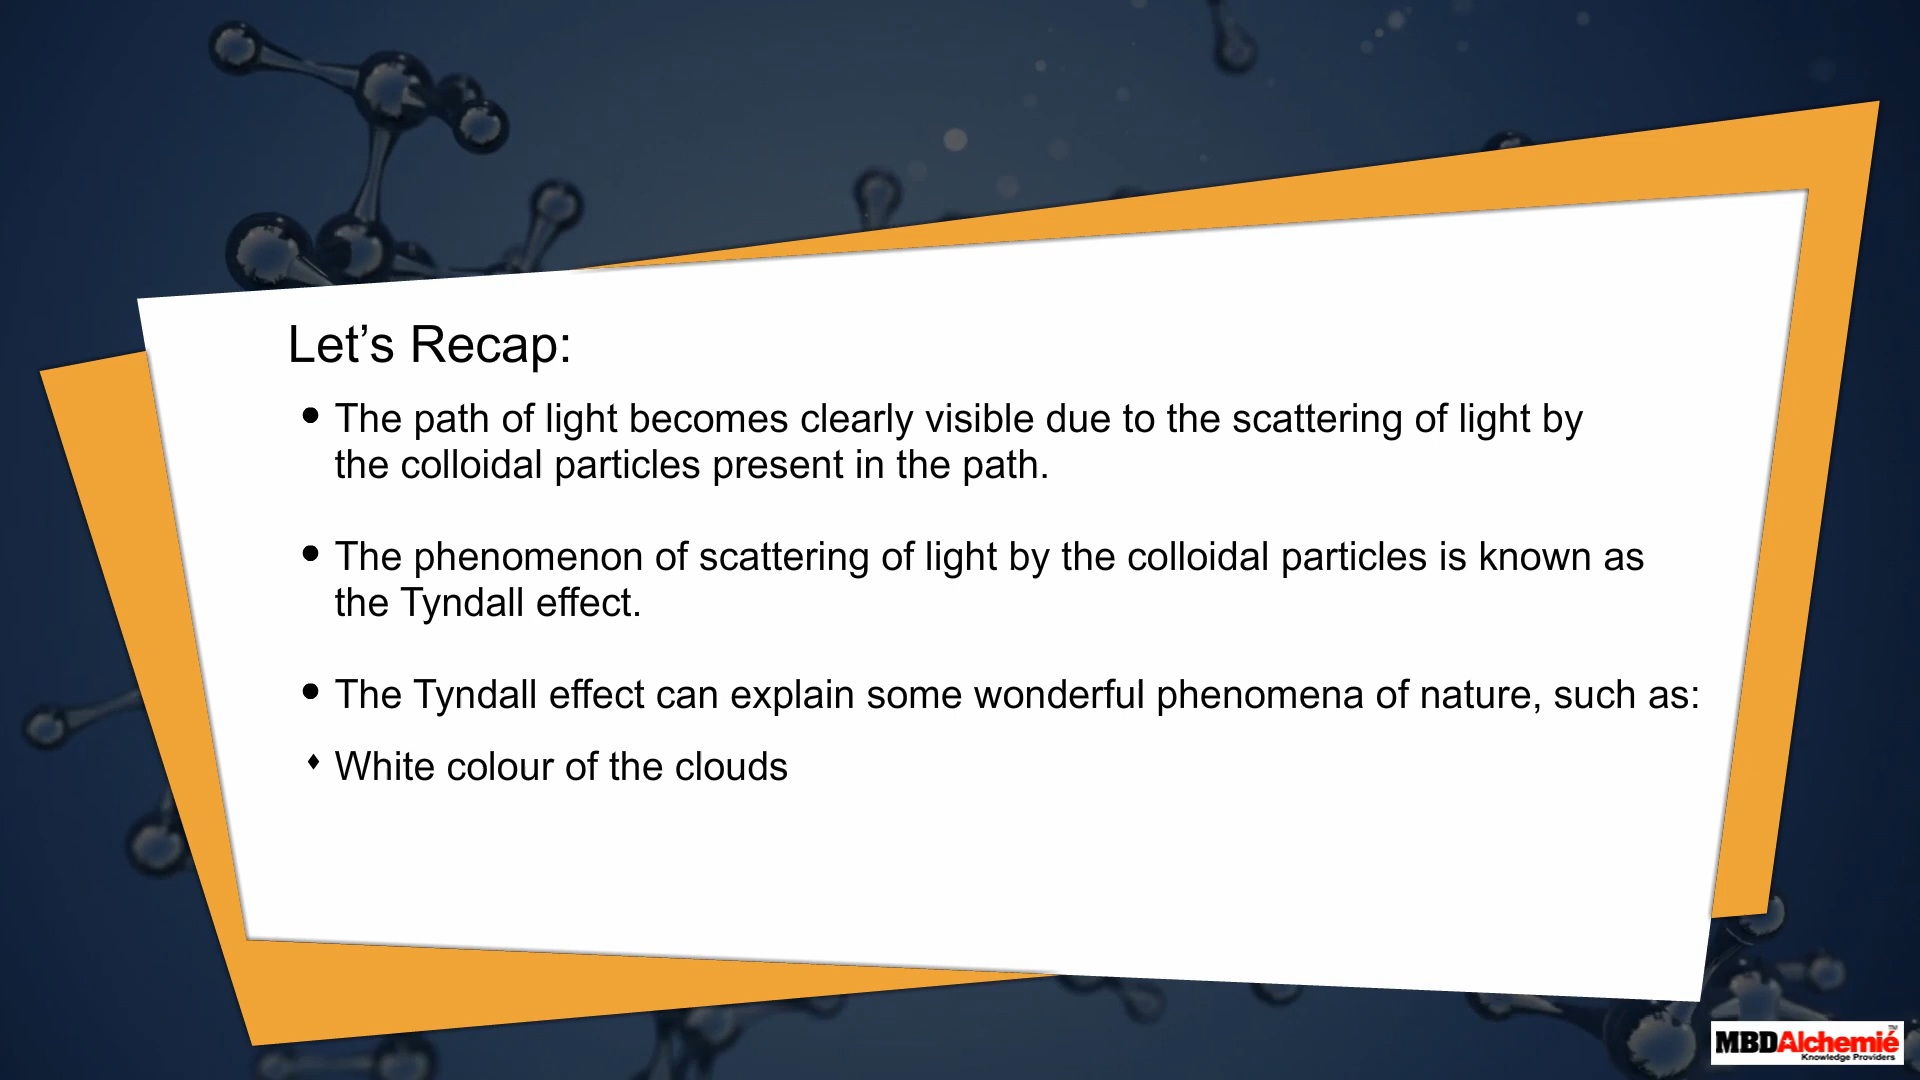 Let’s Recap:
• The path of light becomes clearly visible due to the scattering of light by
the colloidal particles present in the path.
• The phenomenon of scattering of light by the colloidal particles is known as
the Tyndall effect.
• The Tyndall effect can explain some wonderful phenomena of nature, such as:
♦ White colour of the clouds
MBDAlchemié™
Knowledge Providers